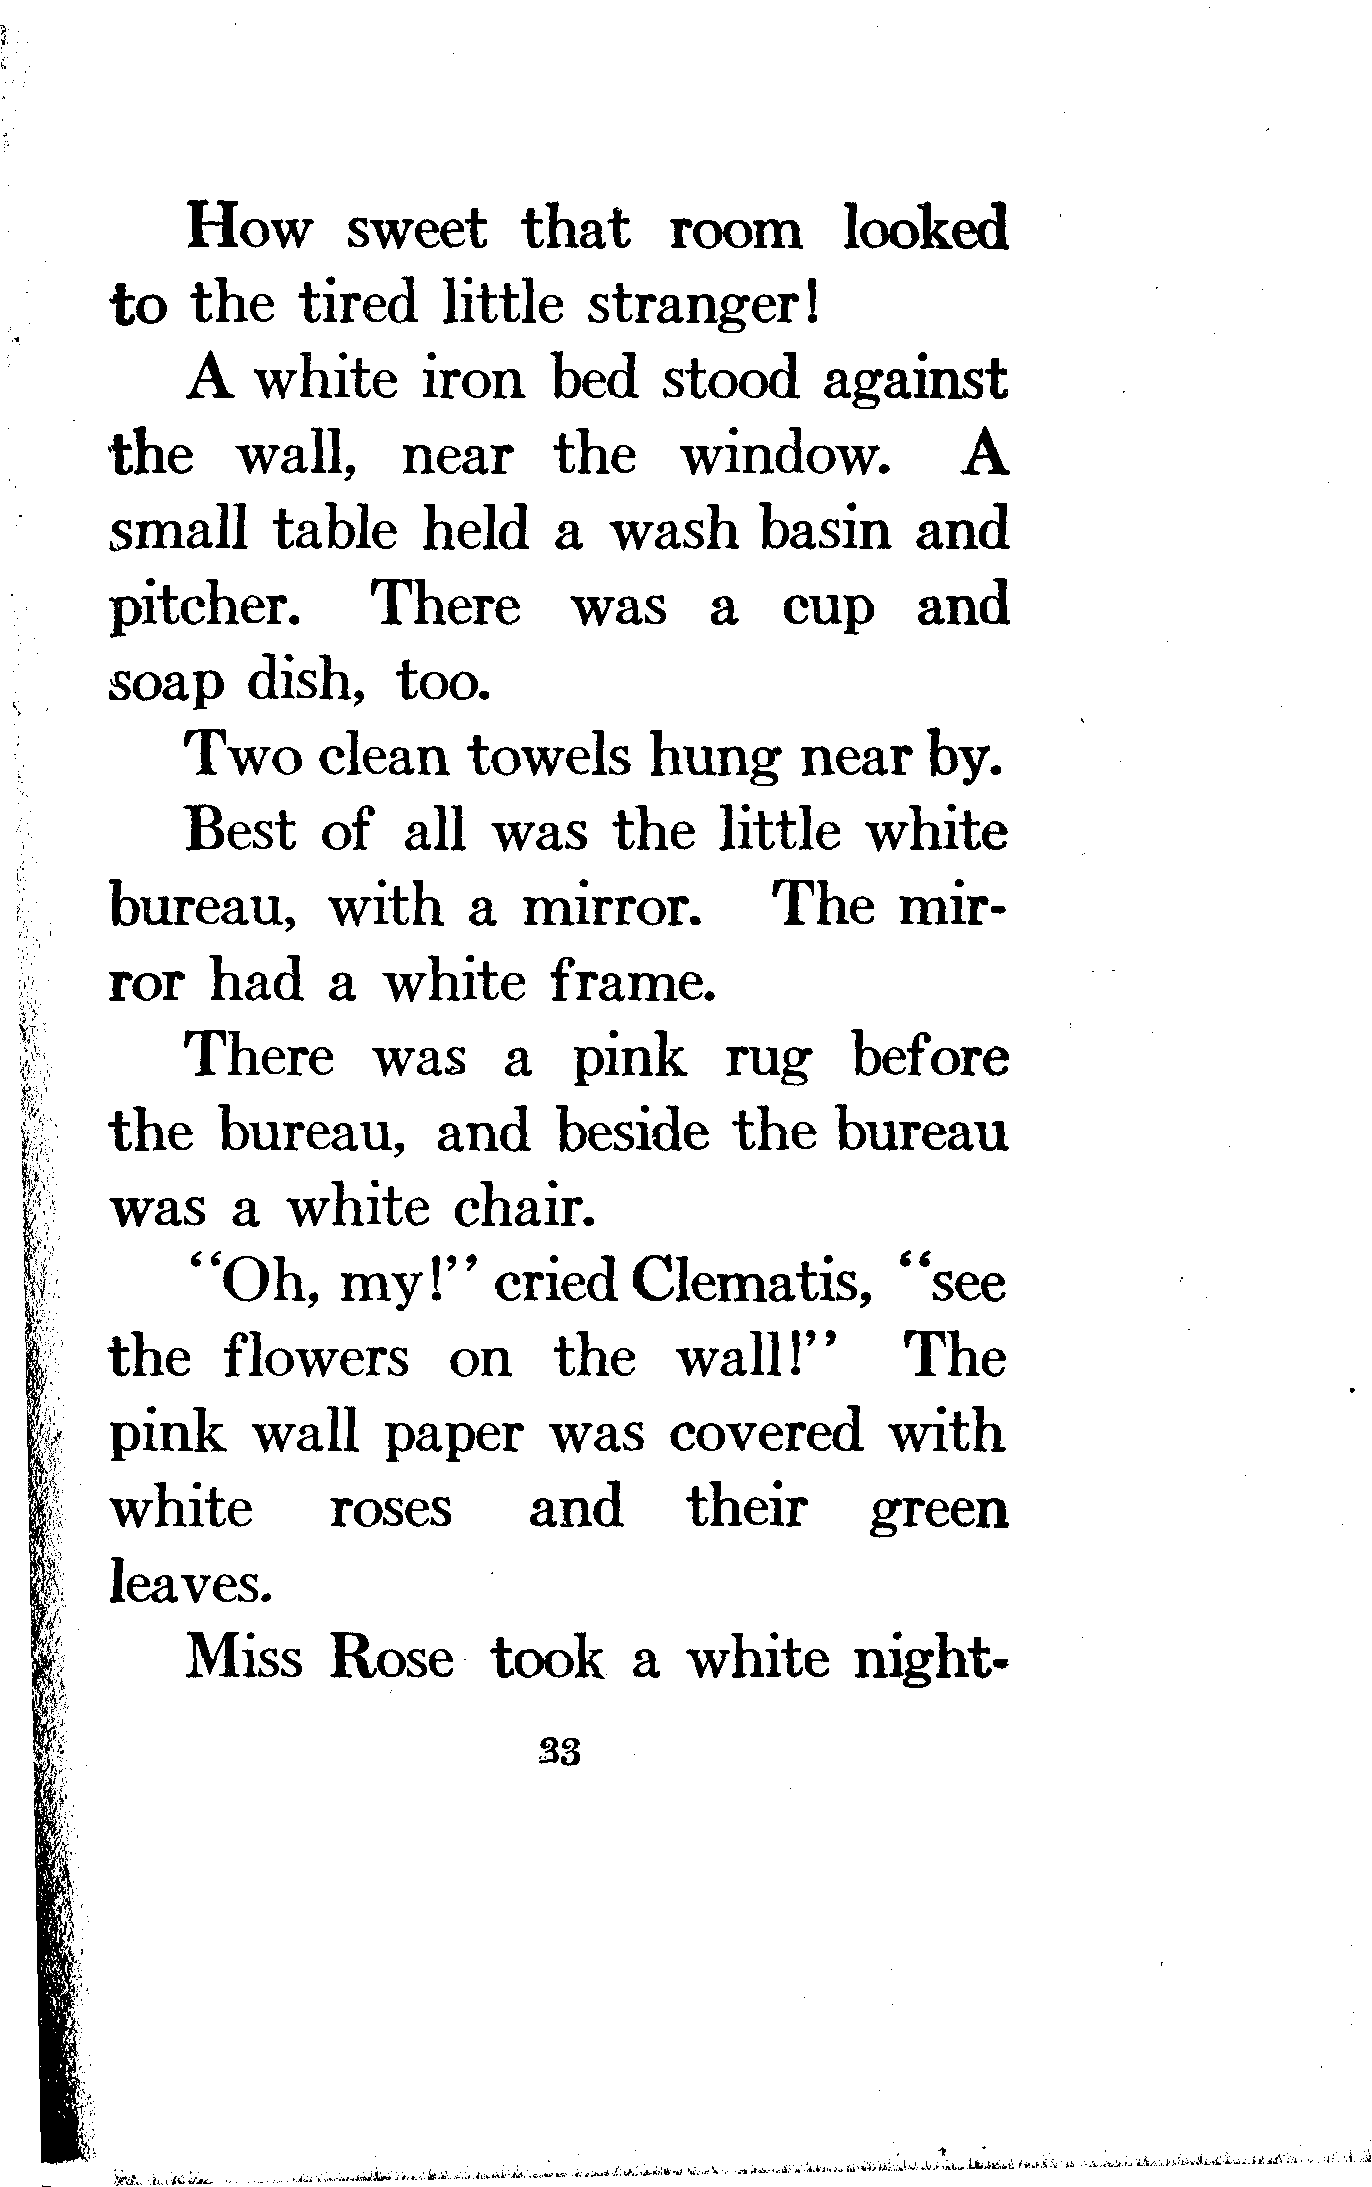 How sweet that room looked
to the tired little stranger!
A white iron bed stood against
the wall, near the window. A
small table held a wash basin and
pitcher. There was a cup and
soap dish, too.
Two clean towels hung near by.
Best of all was the little white
bureau, with a mirror. The mir-
ror had a white frame.
There was a pink rug before
the bureau, and beside the bureau
was a white chair.
“Oh, my!” cried Clematis, “see
the flowers on the wall!” The
pink wall paper was covered with
white roses and their green
leaves.
Miss Rose took a white night-
33